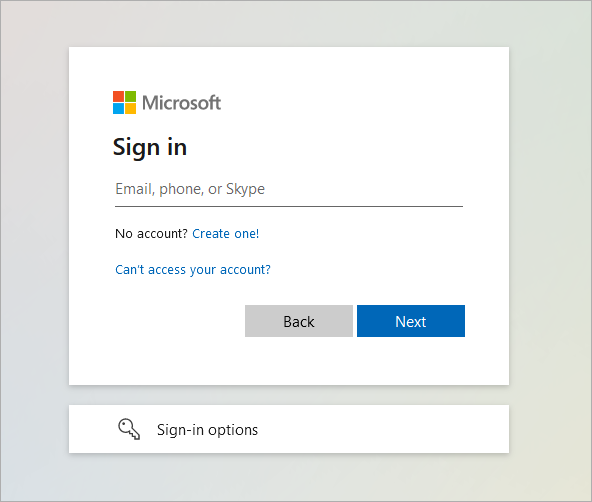 Microsoft
Sign in
Email, phone, or Skype
No account? Create one!
Can't access your account?
Back Next
Sign-in options